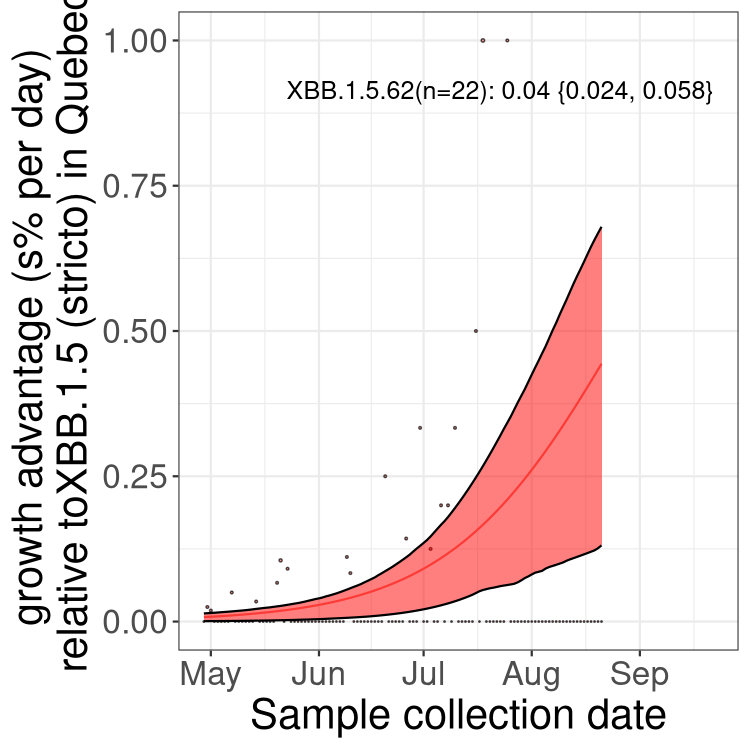 growth advantage (s% per day)
relative toXBB.1.5 (stricto) in Quebec
1.00
0.75
0.50
0.25
0.00
XBB.1.5.62(n=22): 0.04 {0.024, 0.058}
May Jun Jul Aug Sep
Sample collection date